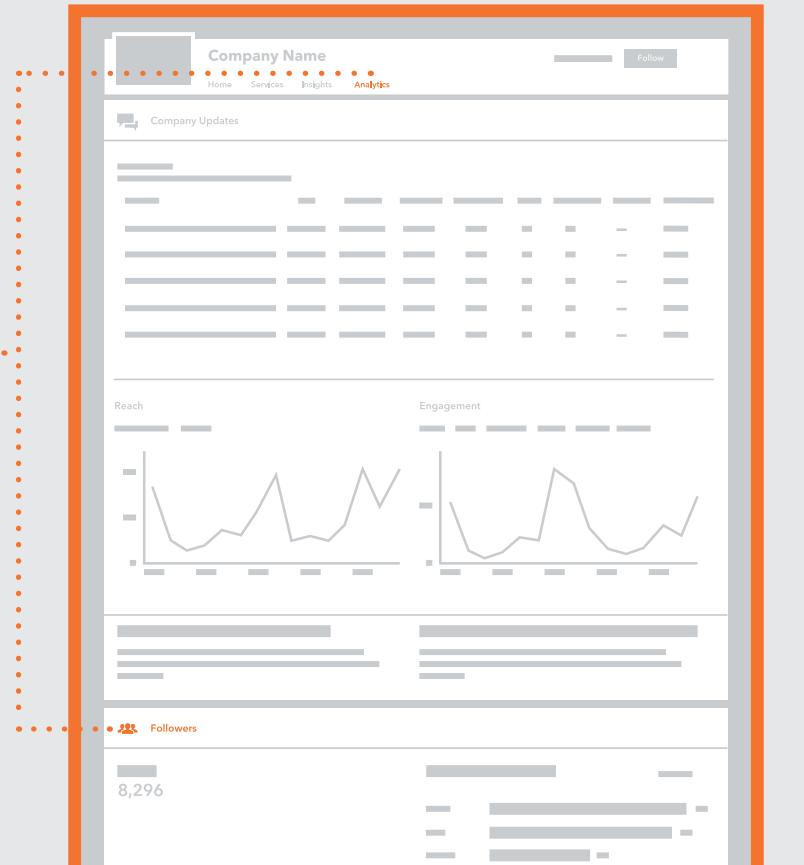 Company Name
Follow
Home Services Insights Analytics
Company Updates
Reach
Engagement
Followers
8,296